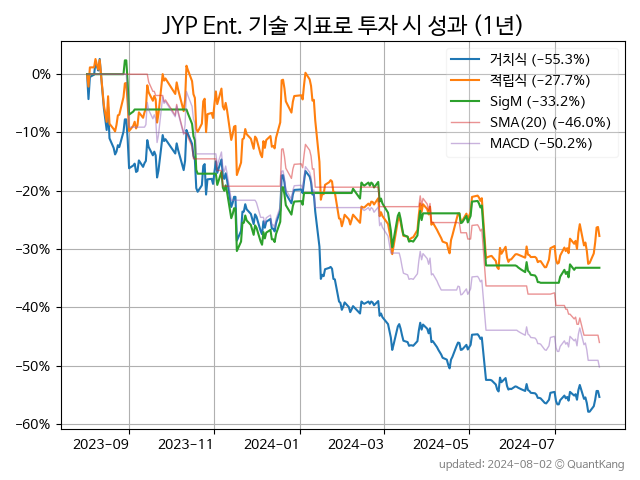 JYP Ent. 기술 지표로 투자 시 성과 (1년)
거치식 (−55.3%)
적립식 (−27.7%)
SigM (−33.2%)
SMA(20) (−46.0%)
MACD (−50.2%)
0%
−10%
−20%
−30%
−40%
−50%
−60%
2023-09 2023-11 2024-01 2024-03 2024-05 2024-07
updated: 2024-08-02 © QuantKang